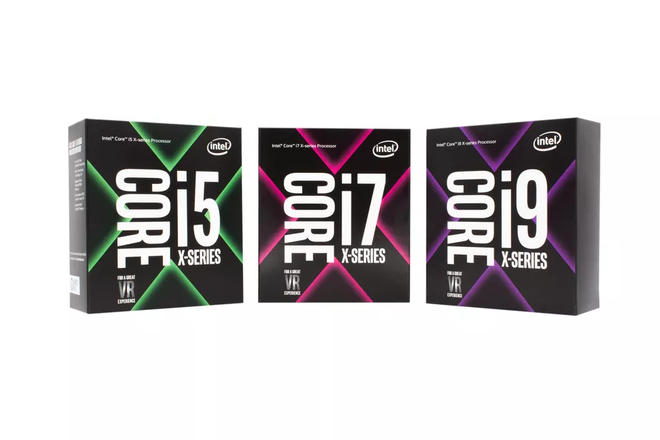 Intel® Core™ i5 X-series Processor
intel
CORE
i5
X-SERIES
FOR A GREAT
VR
EXPERIENCE
Intel® Core™ i7 X-series Processor
intel
CORE
i7
X-SERIES
FOR A GREAT
VR
EXPERIENCE
Intel® Core™ i9 X-series Processor
intel
CORE
i9
X-SERIES
FOR A GREAT
VR
EXPERIENCE